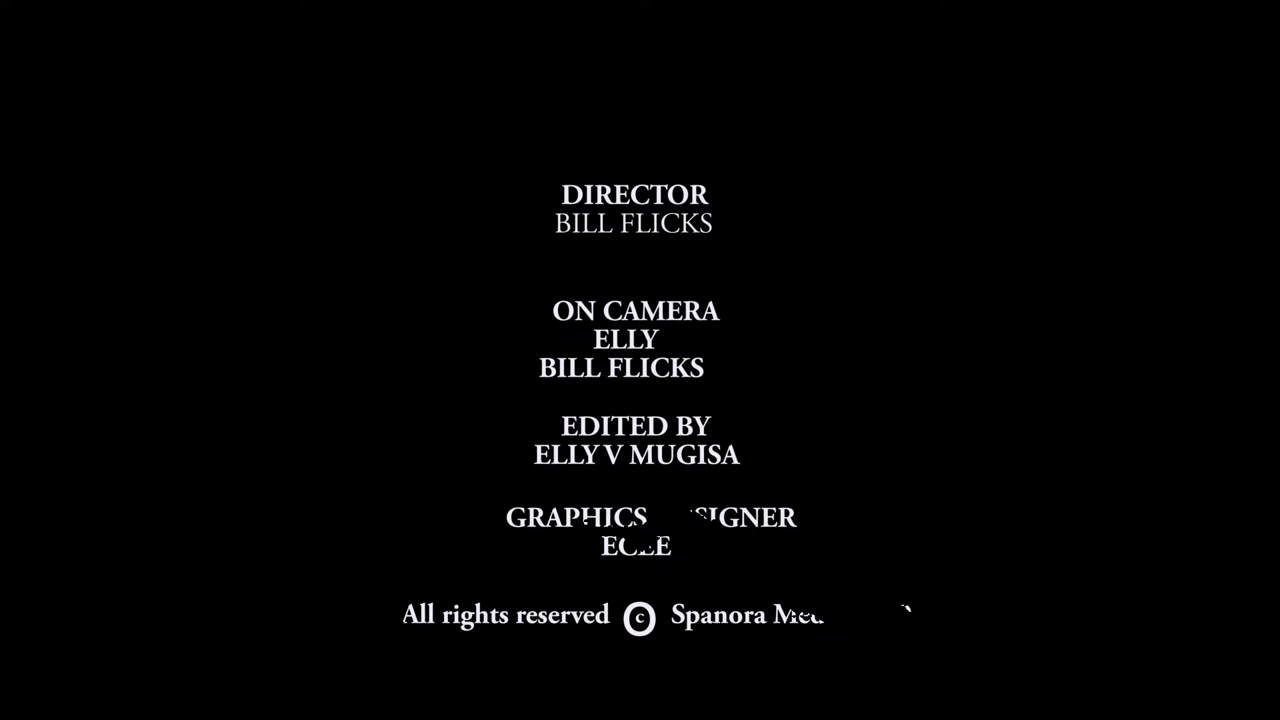 DIRECTOR
BILL FLICKS
ON CAMERA
ELLY
BILL FLICKS
EDITED BY
ELLY V MUGISA
GRAPHICS
All rights reserved © Spanora